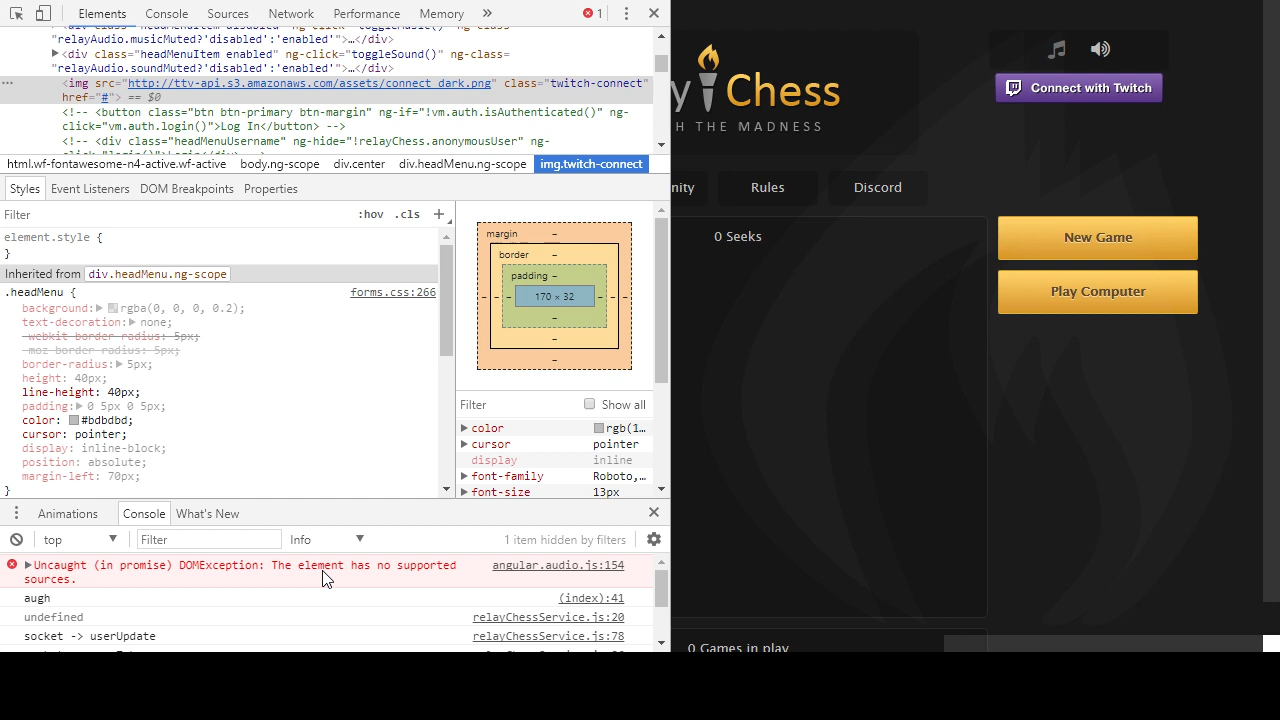 Elements Console Sources Network Performance Memory » 1
"relayAudio.musicMuted?'disabled':'enabled'">…</div>
▶<div class="headMenuItem enabled" ng-click="toggleSound()" ng-class=
"relayAudio.soundMuted?'disabled':'enabled'">…</div>
<img src="http://ttv-api.s3.amazonaws.com/assets/connect_dark.png" class="twitch-connect"
href="#"> == $0
<!-- <button class="btn btn-primary btn-margin" ng-if="!vm.auth.isAuthenticated()" ng-
click="vm.auth.login()">Log In</button> -->
<!-- <div class="headMenuUsername" ng-hide="!relayChess.anonymousUser" ng-
html.wf-fontawesome-n4-active.wf-active body.ng-scope div.center div.headMenu.ng-scope img.twitch-connect
Styles Event Listeners DOM Breakpoints Properties
Filter :hov .cls +
element.style {
}
Inherited from div.headMenu.ng-scope
.headMenu { forms.css:266
background:▶ rgba(0, 0, 0, 0.2);
text-decoration:▶ none;
-webkit-border-radius: 5px;
-moz-border-radius: 5px;
border-radius:▶ 5px;
height: 40px;
line-height: 40px;
padding:▶ 0 5px 0 5px;
color: #bdbdbd;
cursor: pointer;
display: inline-block;
position: absolute;
margin-left: 70px;
}
margin –
border –
padding –
– – – 170 × 32 – – –
–
–
–
Filter Show all
▶ color rgb(1…
▶ cursor pointer
display inline
▶ font-family Roboto,…
▶ font-size 13px
Animations Console What's New
top ▼ Filter Info ▼ 1 item hidden by filters
▶Uncaught (in promise) DOMException: The element has no supported angular.audio.js:154
sources.
augh (index):41
undefined relayChessService.js:20
socket -> userUpdate relayChessService.js:78
y Chess
H THE MADNESS
Connect with Twitch
nity Rules Discord
0 Seeks
New Game
Play Computer
0 Games in play